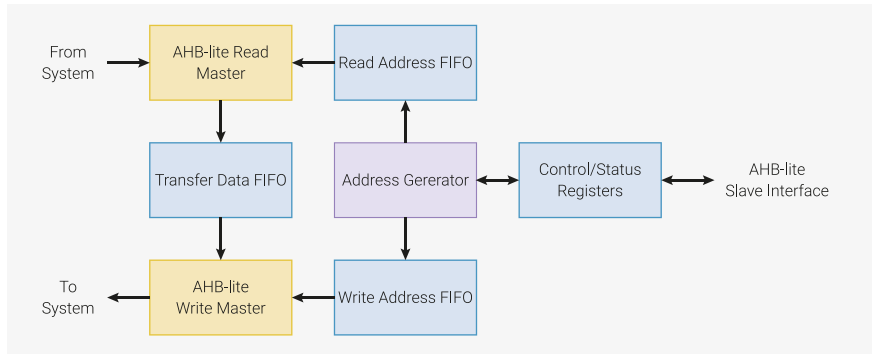 From
System
AHB-lite Read
Master
Read Address FIFO
Transfer Data FIFO
Address Gererator
Control/Status
Registers
AHB-lite
Slave Interface
To
System
AHB-lite
Write Master
Write Address FIFO